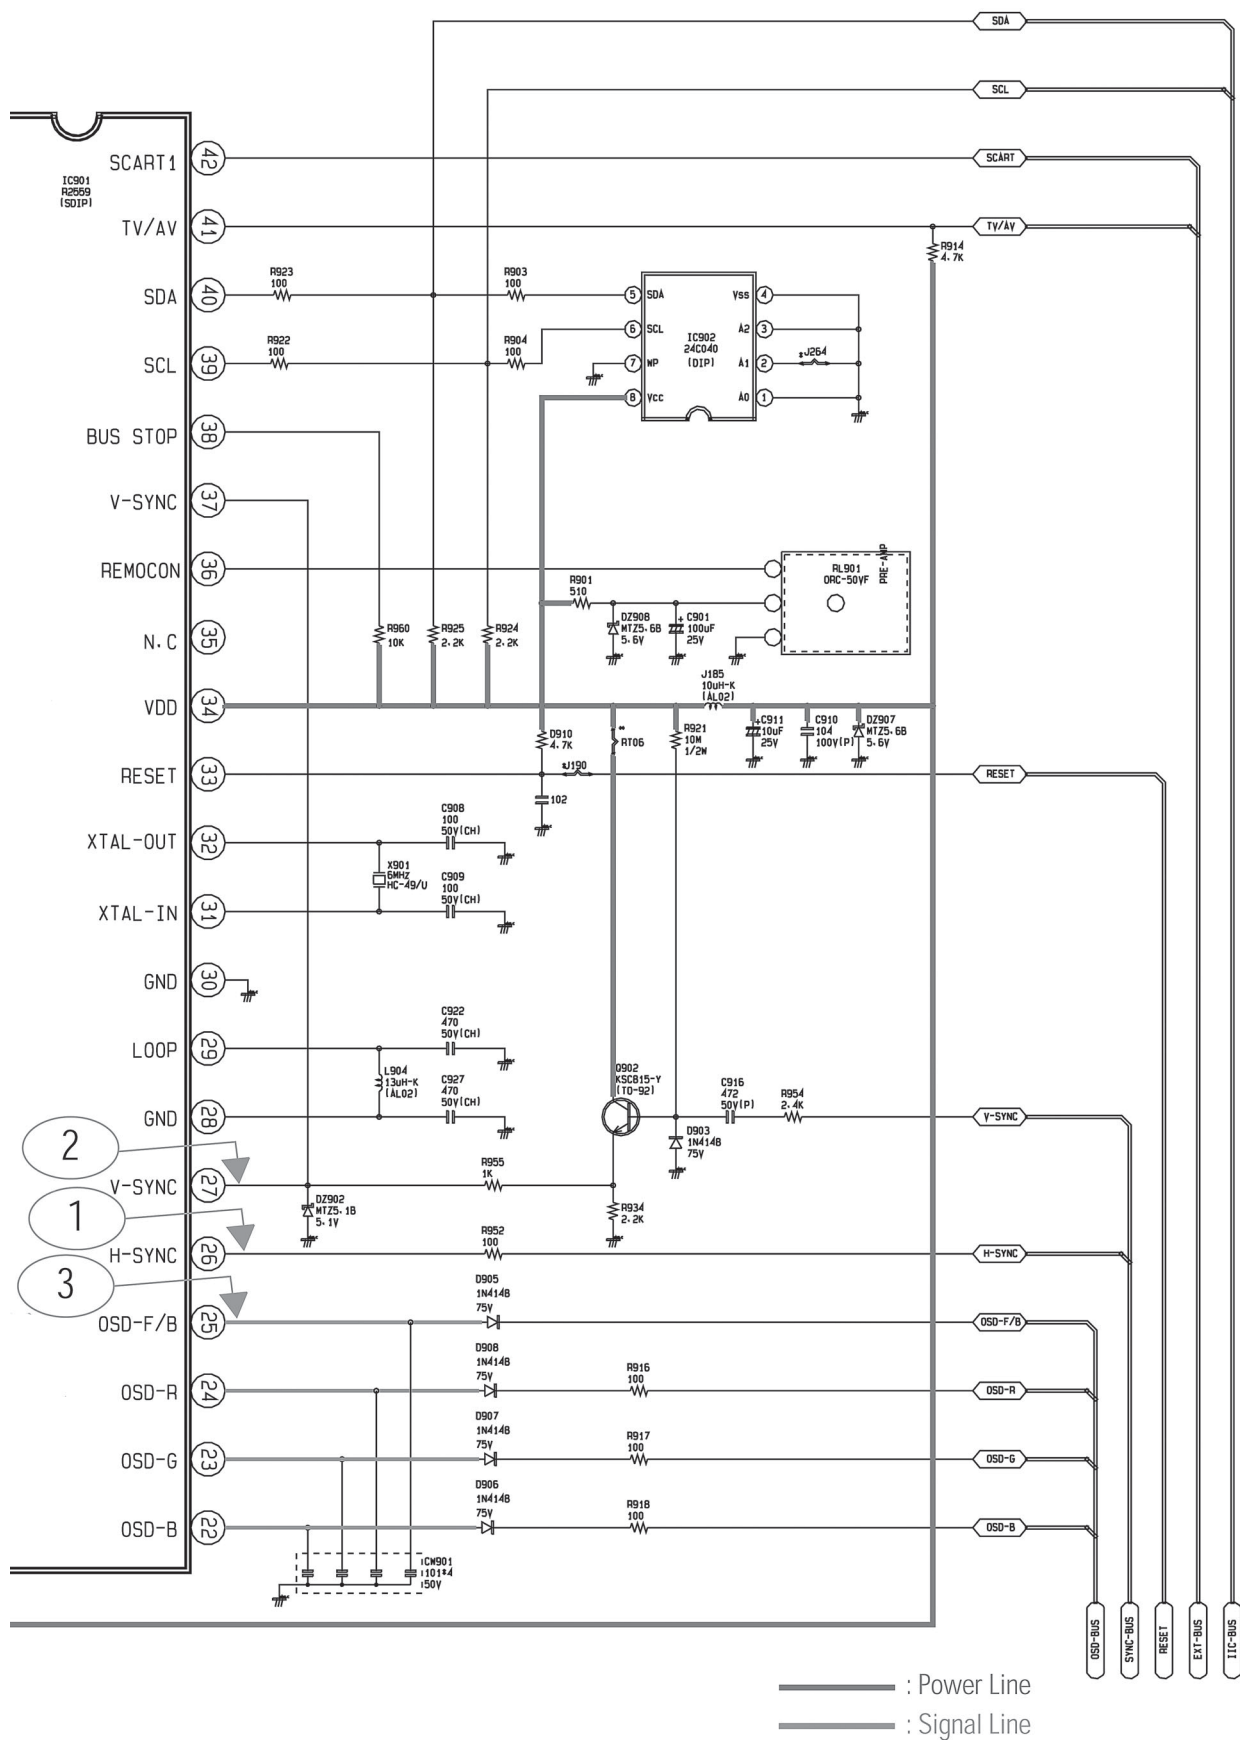 SDA
SCL
SCART1
42
SCART
IC901
R2559
(SDIP)
TV/AV
41
TV/AV
R914
4.7K
SDA
40
R923
100
R903
100
5
SDA
Vss
4
6
SCL
A2
3
IC902
24C040
(DIP)
7
WP
A1
2
*J264
8
Vcc
A0
1
SCL
39
R922
100
R904
100
BUS STOP
38
V-SYNC
37
REMOCON
36
RL901
ORC-50VF
PRE-AMP
R901
510
DZ908
MTZ5.6B
5.6V
C901
+
100uF
25V
N.C
35
R960
10K
R925
2.2K
R924
2.2K
J185
10uH-K
(AL02)
VDD
34
D910
4.7K
**
RT06
R921
10M
1/2W
C911
+
10uF
25V
C910
104
100V(P)
DZ907
MTZ5.6B
5.6V
RESET
33
*J190
RESET
102
XTAL-OUT
32
C908
100
50V(CH)
X901
6MHz
HC-49/U
C909
100
50V(CH)
XTAL-IN
31
GND
30
LOOP
29
C922
470
50V(CH)
L904
13uH-K
(AL02)
C927
470
50V(CH)
GND
28
Q902
KSC815-Y
(TO-92)
C916
472
50V(P)
R954
2.4K
V-SYNC
D903
1N4148
75V
2
V-SYNC
27
R955
1K
DZ902
MTZ5.1B
5.1V
R934
2.2K
1
H-SYNC
26
R952
100
H-SYNC
3
OSD-F/B
25
D905
1N4148
75V
OSD-F/B
OSD-R
24
D908
1N4148
75V
R916
100
OSD-R
OSD-G
23
D907
1N4148
75V
R917
100
OSD-G
OSD-B
22
D906
1N4148
75V
R918
100
OSD-B
CW901
101*4
50V
OSD-BUS
SYNC-BUS
RESET
EXT-BUS
IIC-BUS
: Power Line
: Signal Line